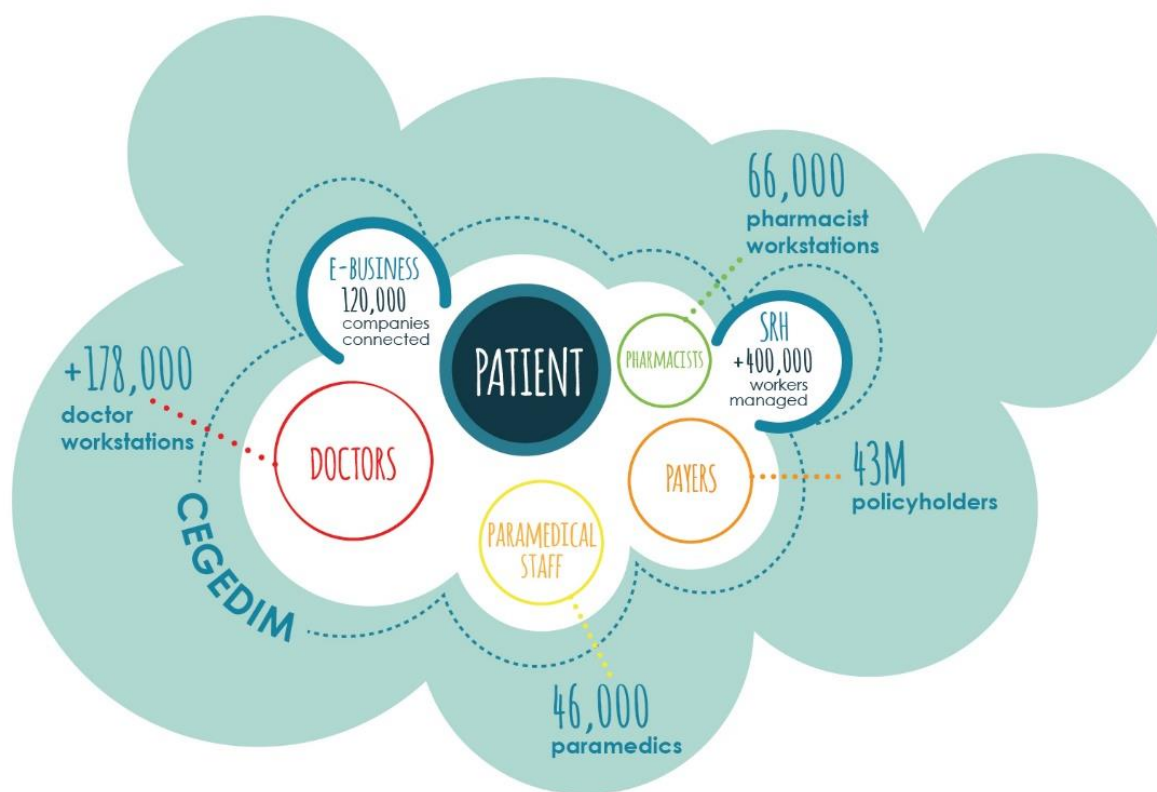 66,000
pharmacist
workstations
E-BUSINESS
120,000
companies
connected
PATIENT
PHARMACISTS
SRH
+400,000
workers
managed
+178,000
doctor
workstations
DOCTORS
PAYERS
43M
policyholders
PARAMEDICAL
STAFF
CEGEDIM
46,000
paramedics